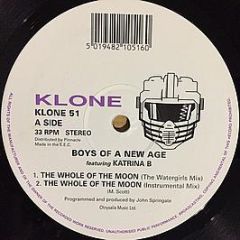 5 019482 105160
KLONE
KLONE 51
A SIDE
33 RPM STEREO
Distributed by Pinnacle
Made in the E.E.C.
BOYS OF A NEW AGE
featuring KATRINA B
1. THE WHOLE OF THE MOON (The Watergirls Mix)
2. THE WHOLE OF THE MOON (Instrumental Mix)
(M. Scott)
Programmed and produced by John Springate
Chrysalis Music Ltd.